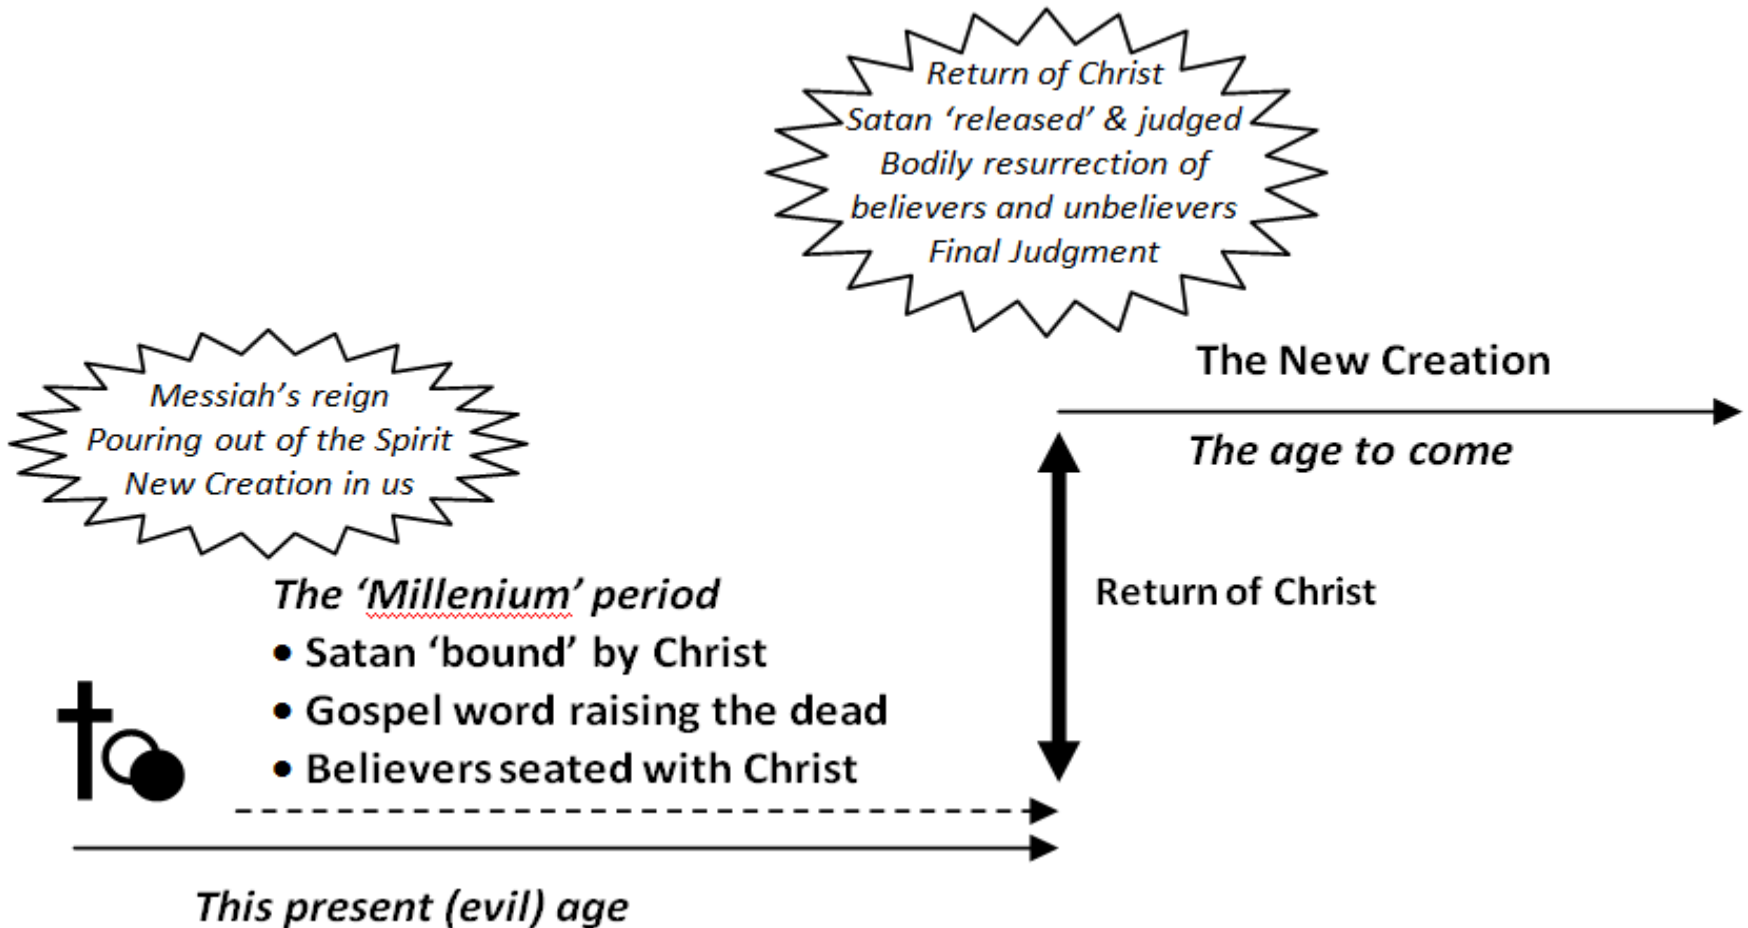 Return of Christ
Satan ‘released’ & judged
Bodily resurrection of
believers and unbelievers
Final Judgment
The New Creation
The age to come
Messiah’s reign
Pouring out of the Spirit
New Creation in us
Return of Christ
The ‘Millenium’ period
• Satan ‘bound’ by Christ
• Gospel word raising the dead
• Believers seated with Christ
This present (evil) age